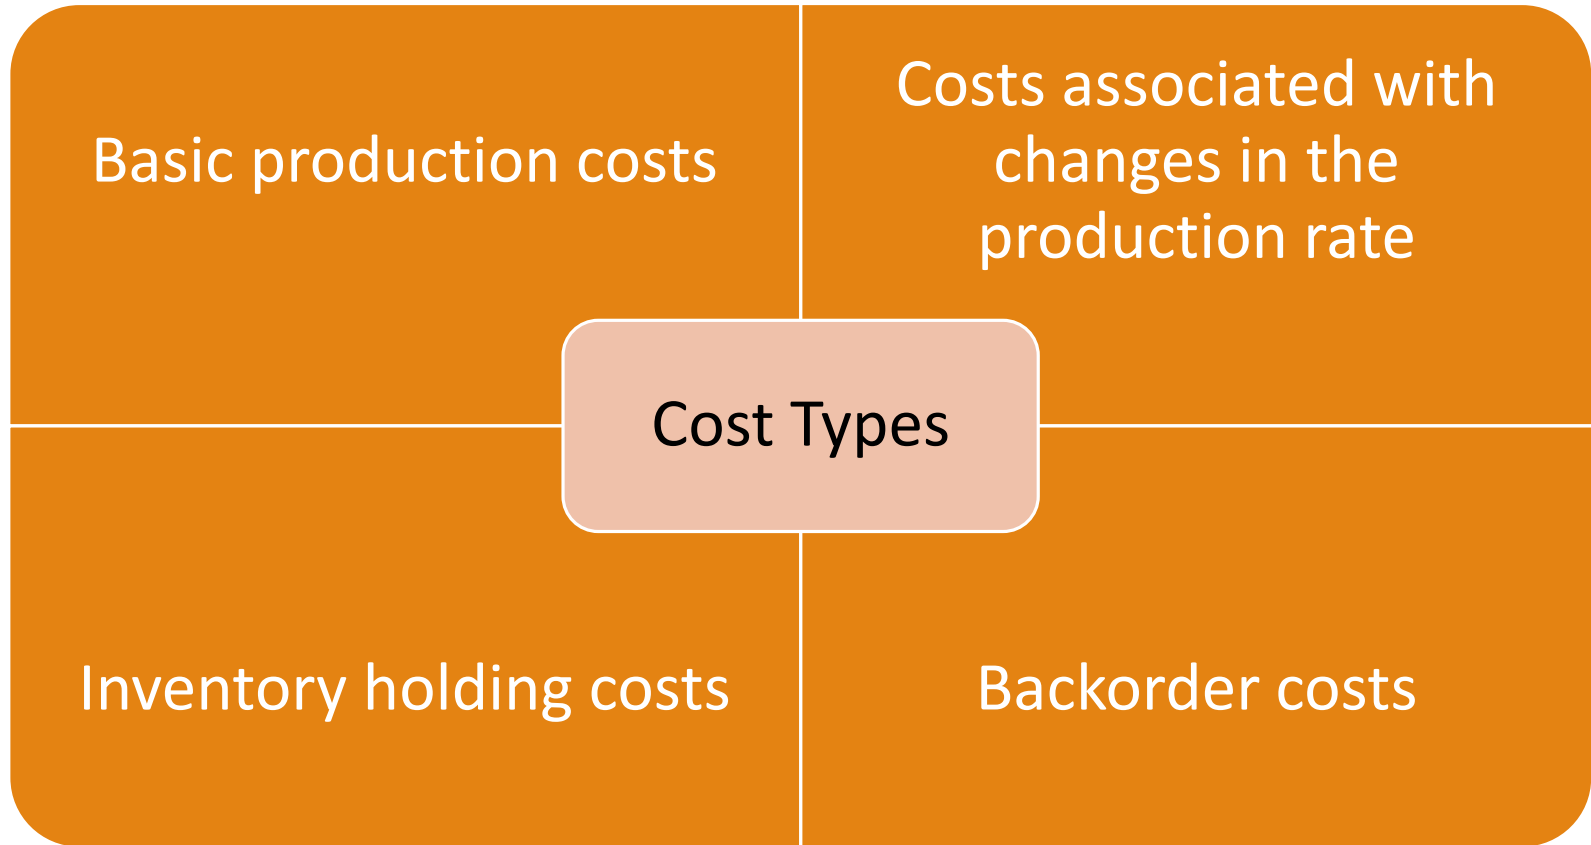 Basic production costs
Costs associated with
changes in the
production rate
Cost Types
Inventory holding costs
Backorder costs